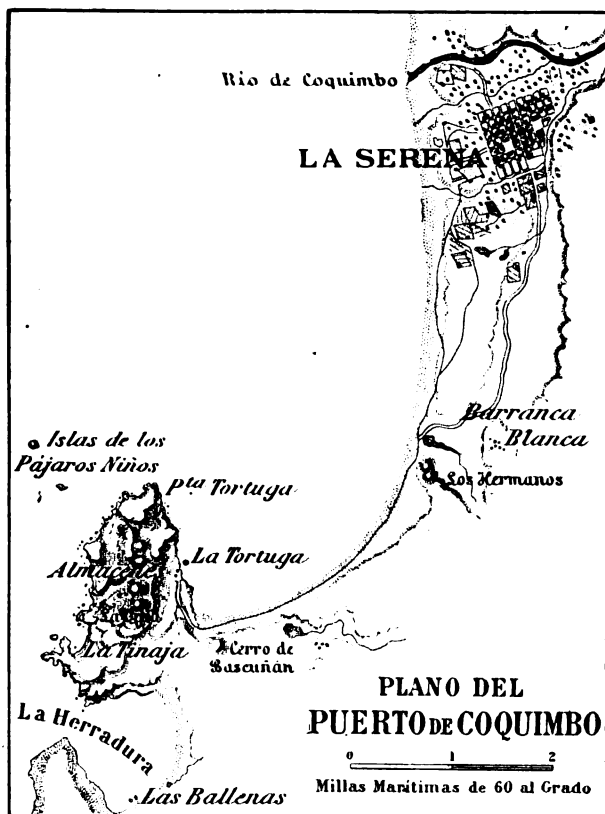 Rio de Coquimbo
LA SERENA
Barranca
Blanca
Islas de los
Pájaros Niños
Los Hermanos
Pta Tortuga
La Tortuga
La Tinaja
Cerro de
Bascuñán
PLANO DEL
PUERTO DE COQUIMBO
La Herradura
0 1 2
Millas Marítimas de 60 al Grado
Las Ballenas